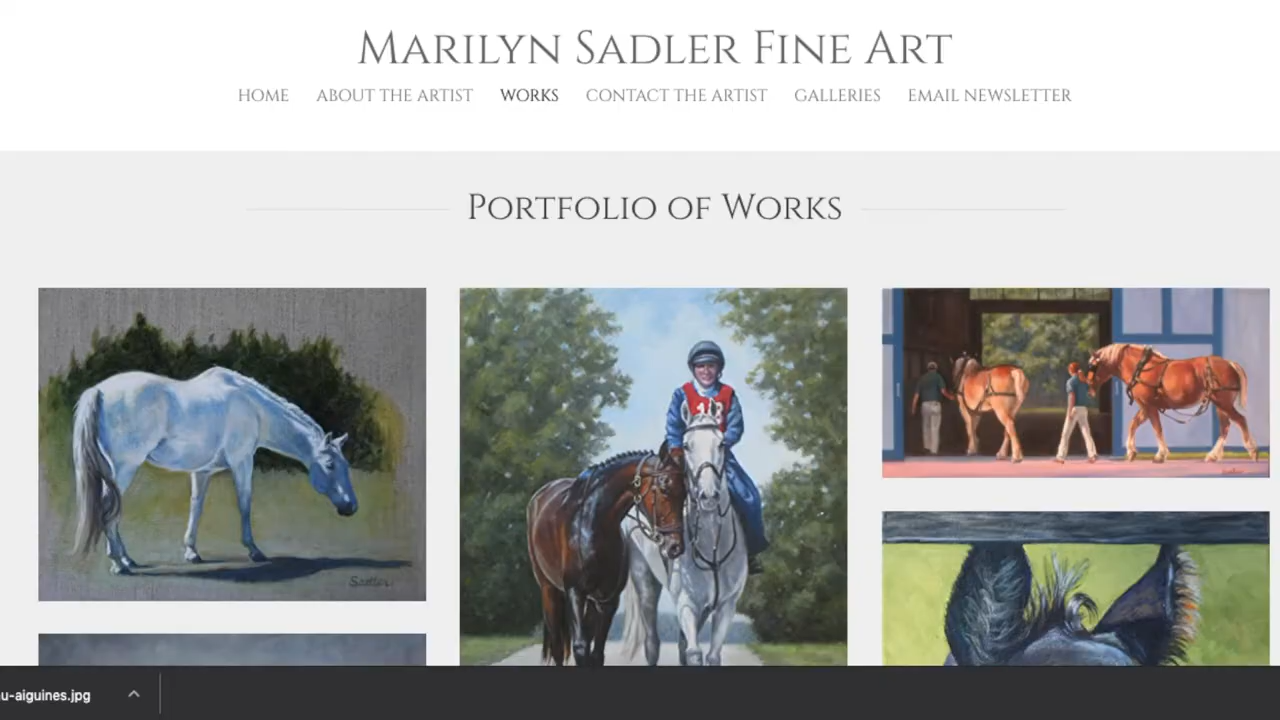 MARILYN SADLER FINE ART
HOME ABOUT THE ARTIST WORKS CONTACT THE ARTIST GALLERIES EMAIL NEWSLETTER
PORTFOLIO OF WORKS
10
Sadler
u-aiguines.jpg